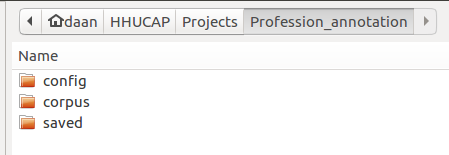 daan HHUCAP Projects Profession_annotation
Name
config
corpus
saved